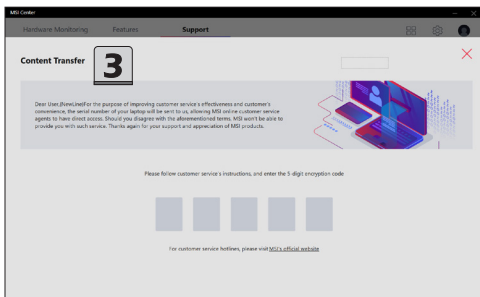 MSI Center
Hardware Monitoring Features Support
Content Transfer
3
Dear User,(NewLine)For the purpose of improving customer service's effectiveness and customer's
convenience, the serial number of your laptop will be sent to us, allowing MSI online customer service
agents to have direct access. Should you disagree with the aforementioned terms, MSI won't be able to
provide you with such service. Thanks again for your support and appreciation of MSI products.
Please follow customer service's instructions, and enter the 5-digit encryption code
For customer service hotlines, please visit MSI's official website